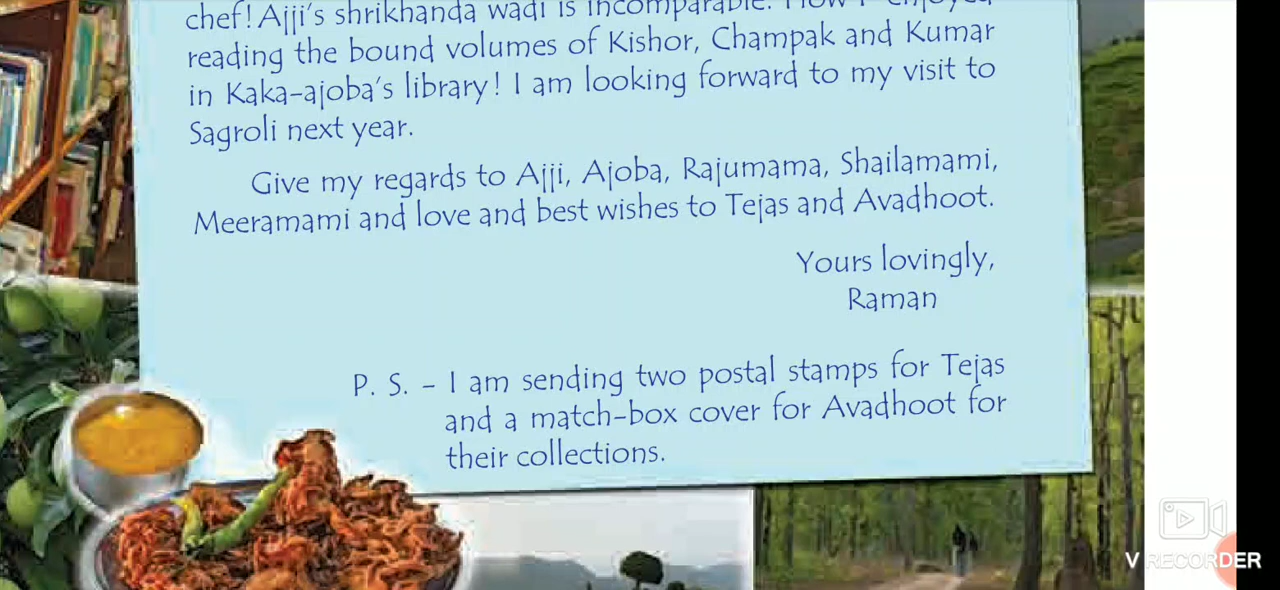 chef! Ajji's shrikhanda wadi is incomparable. How I enjoyed
reading the bound volumes of Kishor, Champak and Kumar
in Kaka-ajoba's library! I am looking forward to my visit to
Sagroli next year.
Give my regards to Ajji, Ajoba, Rajumama, Shailamami,
Meeramami and love and best wishes to Tejas and Avadhoot.
Yours lovingly,
Raman
P. S. - I am sending two postal stamps for Tejas
and a match-box cover for Avadhoot for
their collections.
V RECORDER